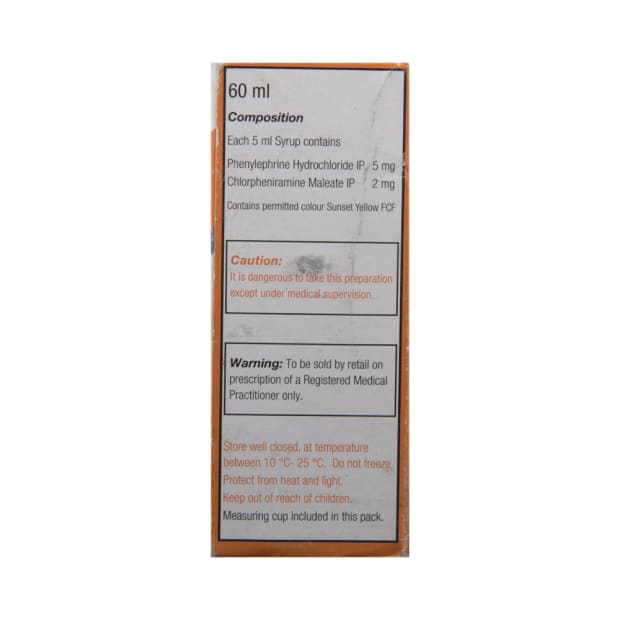 60 ml
Composition
Each 5 ml Syrup contains
Phenylephrine Hydrochloride IP 5 mg
Chlorpheniramine Maleate IP 2 mg
Contains permitted colour Sunset Yellow FCF
Caution:
It is dangerous to take this preparation
except under medical supervision.
Warning: To be sold by retail on
prescription of a Registered Medical
Practitioner only.
Store well closed, at temperature
between 10 °C- 25 °C. Do not freeze.
Protect from heat and light.
Keep out of reach of children.
Measuring cup included in this pack.